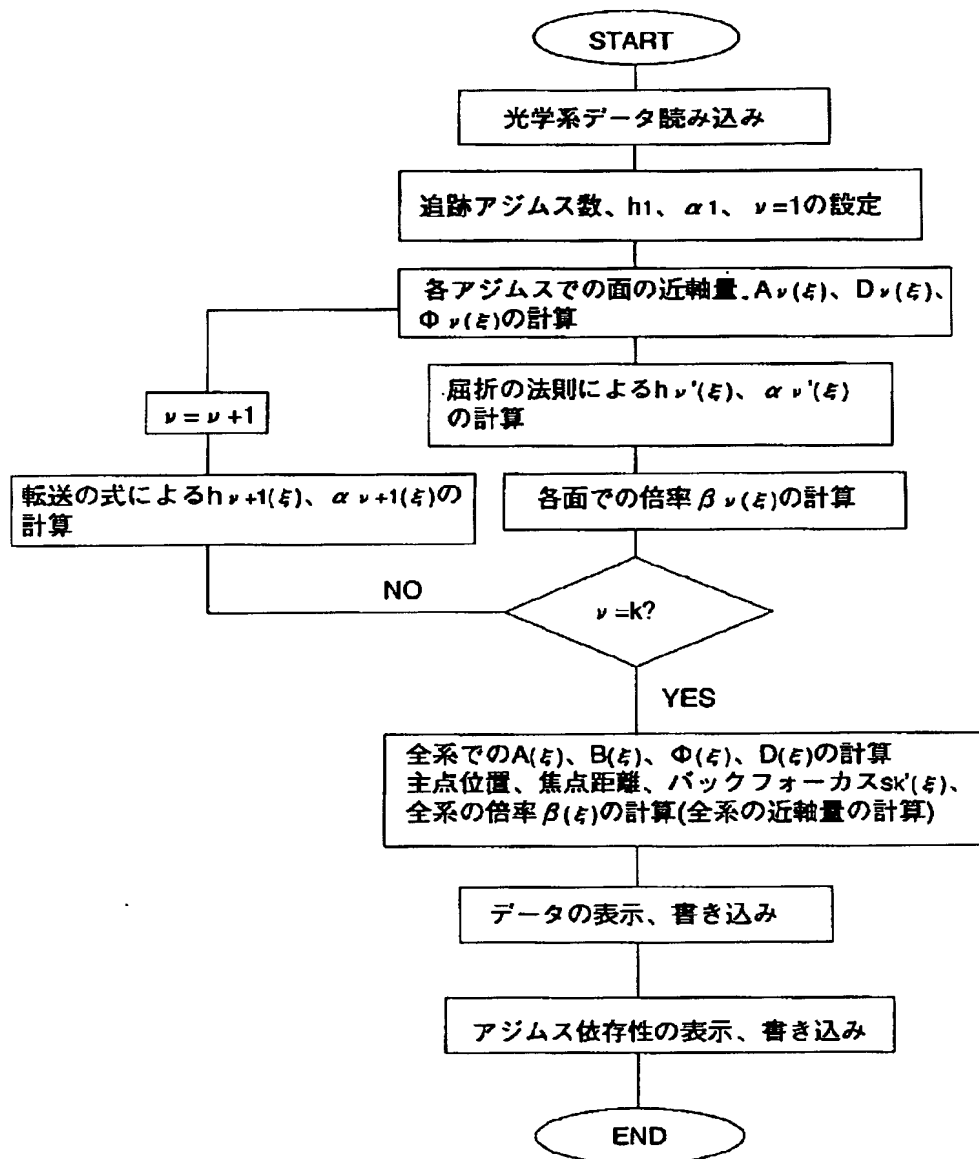 START
光学系データ読み込み
追跡アジムス数、h1、α1、ν=1の設定
各アジムスでの面の近軸量、Aν(ξ)、Dν(ξ)、
Φν(ξ)の計算
屈折の法則によるhν'(ξ)、αν'(ξ)
の計算
ν=ν+1
転送の式によるhν+1(ξ)、αν+1(ξ)の
計算
各面での倍率βν(ξ)の計算
NO
ν=k?
YES
全系でのA(ξ)、B(ξ)、Φ(ξ)、D(ξ)の計算
主点位置、焦点距離、バックフォーカスsk'(ξ)、
全系の倍率β(ξ)の計算(全系の近軸量の計算)
データの表示、書き込み
アジムス依存性の表示、書き込み
END